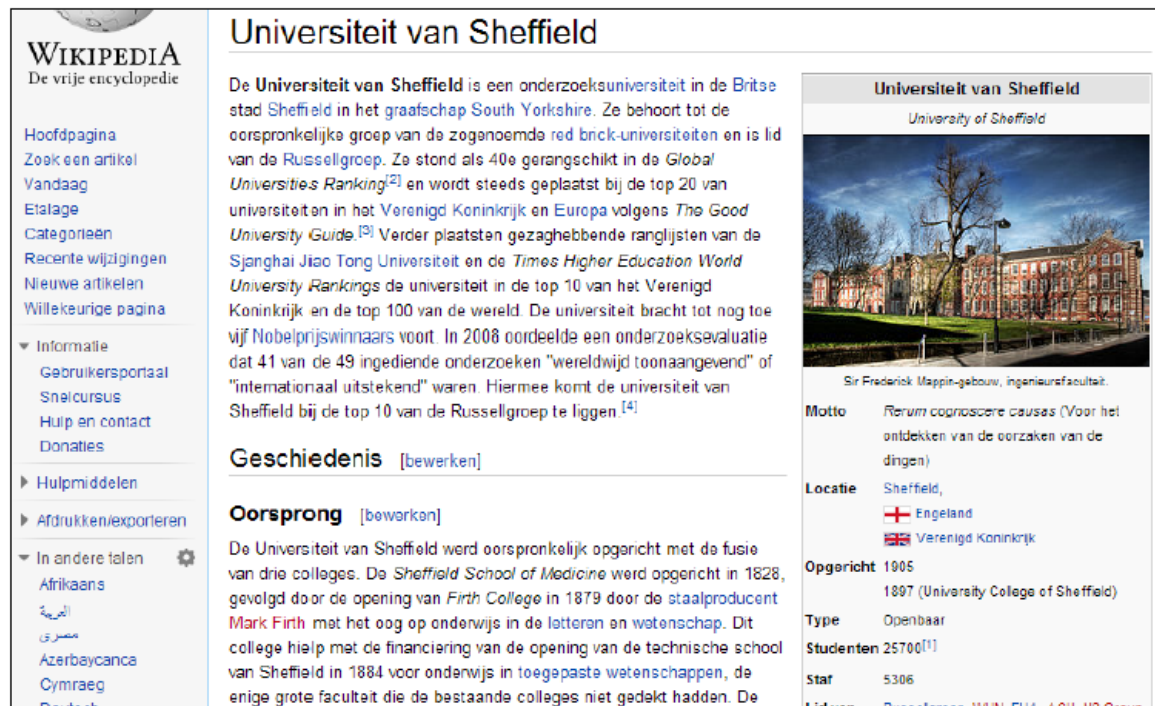 WIKIPEDIA
De vrije encyclopedie
Hoofdpagina
Zoek een artikel
Vandaag
Etalage
Categorieën
Recente wijzigingen
Nieuwe artikelen
Willekeurige pagina
Informatie
Gebruikersportaal
Snelcursus
Hulp en contact
Donaties
Hulpmiddelen
Afdrukken/exporteren
In andere talen
Afrikaans
العربية
مصرى
Azərbaycanca
Cymraeg
Deutsch
Universiteit van Sheffield
De Universiteit van Sheffield is een onderzoeksuniversiteit in de Britse
stad Sheffield in het graafschap South Yorkshire. Ze behoort tot de
oorspronkelijke groep van de zogenoemde red brick-universiteiten en is lid
van de Russellgroep. Ze stond als 40e gerangschikt in de Global
Universities Ranking[2] en wordt steeds geplaatst bij de top 20 van
universiteiten in het Verenigd Koninkrijk en Europa volgens The Good
University Guide.[3] Verder plaatsten gezaghebbende ranglijsten van de
Sjanghai Jiao Tong Universiteit en de Times Higher Education World
University Rankings de universiteit in de top 10 van het Verenigd
Koninkrijk en de top 100 van de wereld. De universiteit bracht tot nog toe
vijf Nobelprijswinnaars voort. In 2008 oordeelde een onderzoeksevaluatie
dat 41 van de 49 ingediende onderzoeken "wereldwijd toonaangevend" of
"internationaal uitstekend" waren. Hiermee komt de universiteit van
Sheffield bij de top 10 van de Russellgroep te liggen.[4]
Geschiedenis [bewerken]
Oorsprong [bewerken]
De Universiteit van Sheffield werd oorspronkelijk opgericht met de fusie
van drie colleges. De Sheffield School of Medicine werd opgericht in 1828,
gevolgd door de opening van Firth College in 1879 door de staalproducent
Mark Firth met het oog op onderwijs in de letteren en wetenschap. Dit
college hielp met de financiering van de opening van de technische school
van Sheffield in 1884 voor onderwijs in toegepaste wetenschappen, de
enige grote faculteit die de bestaande colleges niet gedekt hadden. De
Universiteit van Sheffield
University of Sheffield
Sir Frederick Mappin-gebouw, ingenieursfaculteit.
Motto Rerum cognoscere causas (Voor het
ontdekken van de oorzaken van de
dingen)
Locatie Sheffield,
Engeland
Verenigd Koninkrijk
Opgericht 1905
1897 (University College of Sheffield)
Type Openbaar
Studenten 25700[1]
Staf 5306
Lid van Russellgroep, WUN, EUA,